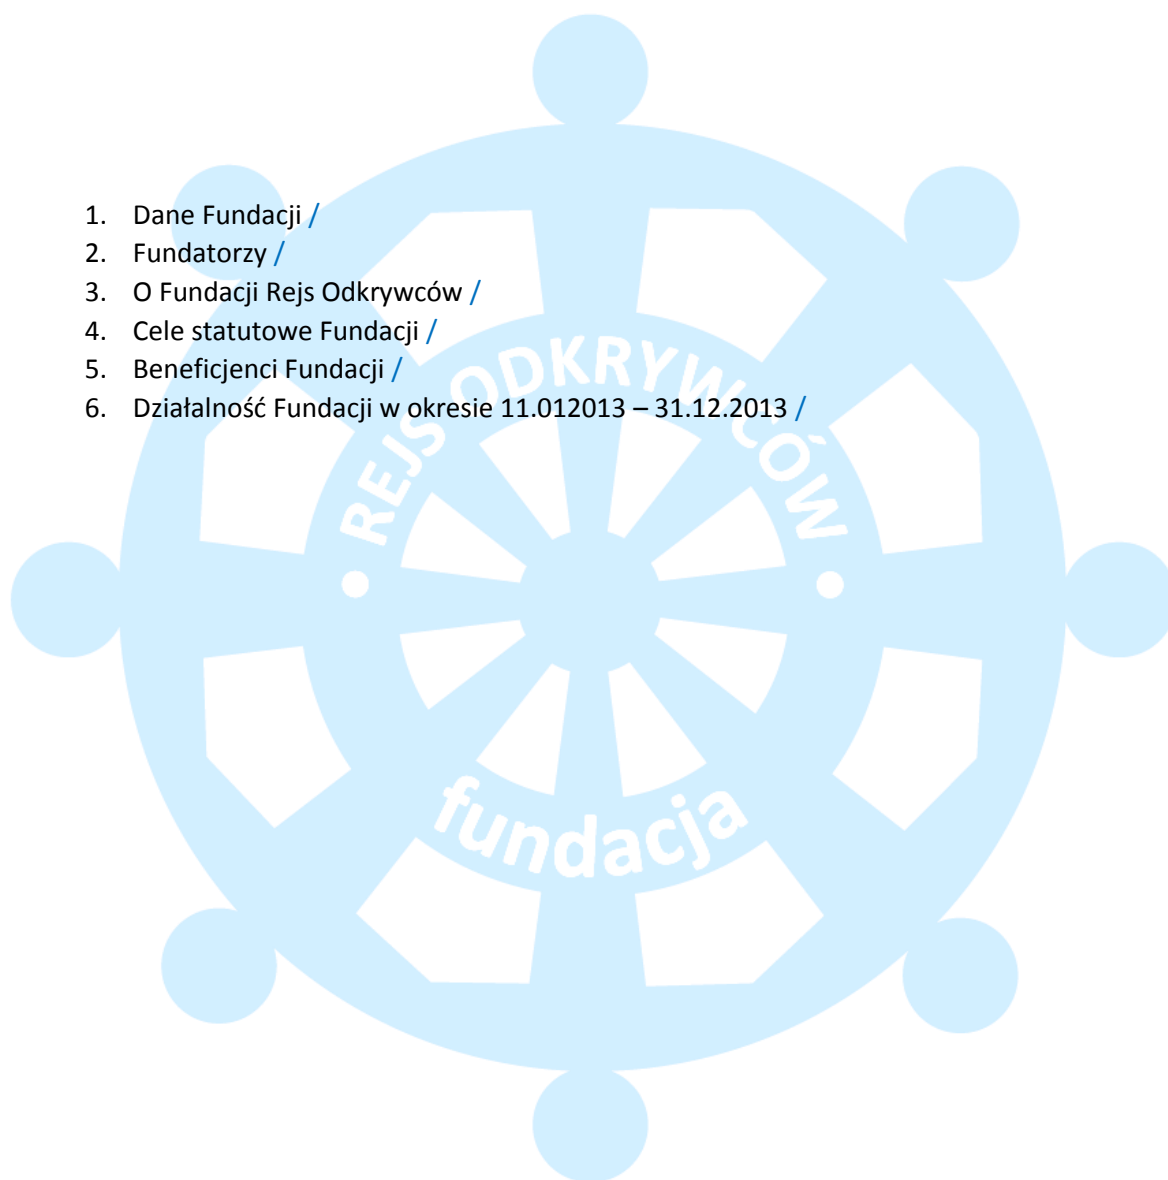 1. Dane Fundacji /
2. Fundatorzy /
3. O Fundacji Rejs Odkrywców /
4. Cele statutowe Fundacji /
5. Beneficjenci Fundacji /
6. Działalność Fundacji w okresie 11.012013 – 31.12.2013 /
• REJS ODKRYWCÓW •
fundacja